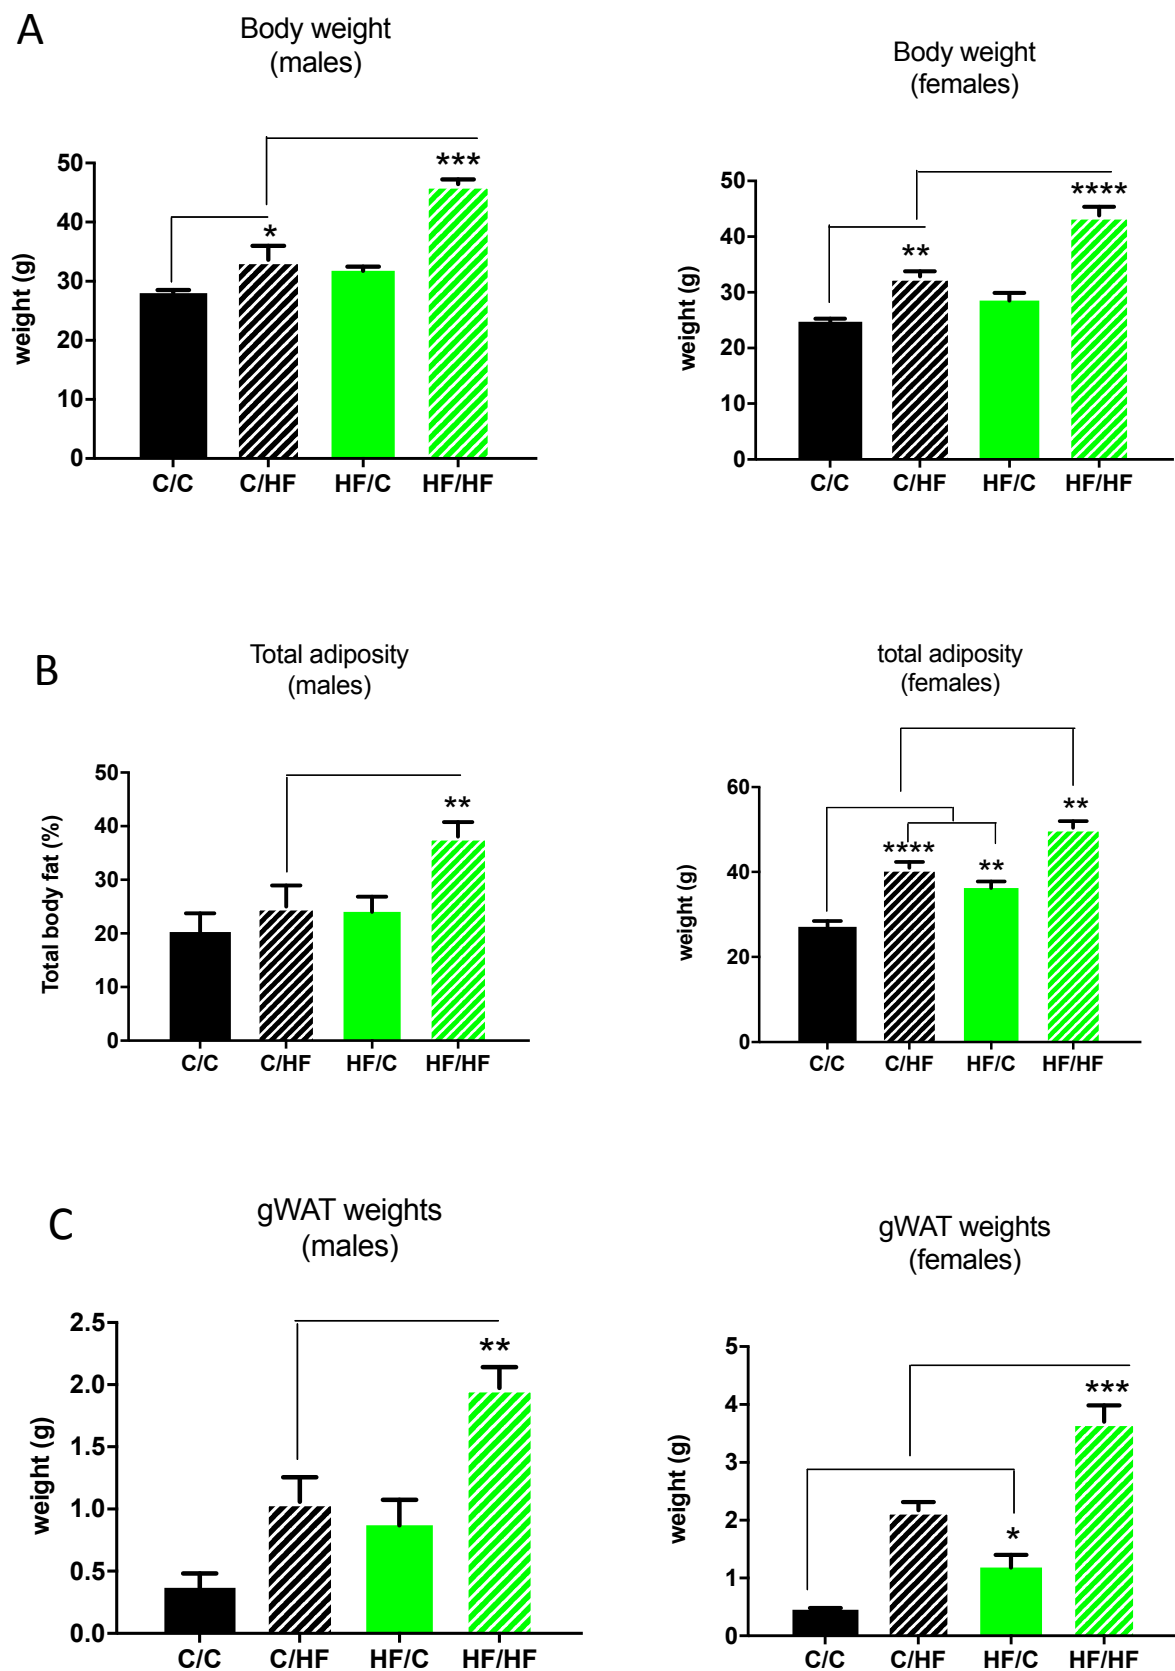 A
Body weight
(males)
weight (g)
50
40
30
20
10
0
*
***
C/C C/HF HF/C HF/HF
Body weight
(females)
weight (g)
50
40
30
20
10
0
**
****
C/C C/HF HF/C HF/HF
B
Total adiposity
(males)
Total body fat (%)
50
40
30
20
10
0
**
C/C C/HF HF/C HF/HF
total adiposity
(females)
weight (g)
60
40
20
0
****
**
**
C/C C/HF HF/C HF/HF
C
gWAT weights
(males)
weight (g)
2.5
2.0
1.5
1.0
0.5
0.0
**
C/C C/HF HF/C HF/HF
gWAT weights
(females)
weight (g)
5
4
3
2
1
0
*
***
C/C C/HF HF/C HF/HF